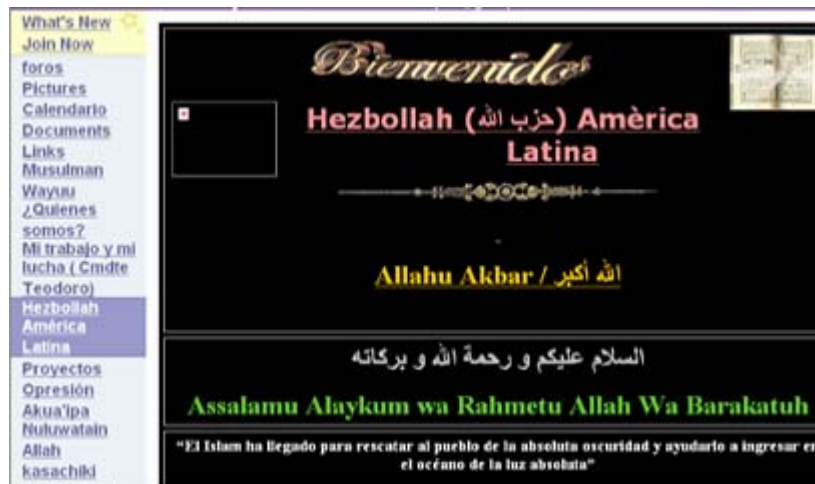 What's New
Join Now
foros
Pictures
Calendario
Documents
Links
Musulman
Wayuu
¿Quienes
somos?
Mi trabajo y mi
lucha ( Cmdte
Teodoro)
Hezbollah
América
Latina
Proyectos
Opresión
Akua'ipa
Nuluwatain
Allah
kasachiki
Bienvenidos
Hezbollah (حزب الله) Amèrica
Latina
Allahu Akbar / الله أكبر
السلام عليكم و رحمة الله و بركاته
Assalamu Alaykum wa Rahmetu Allah Wa Barakatuh
“El Islam ha llegado para rescatar al pueblo de la absoluta oscuridad y ayudarlo a ingresar en
el océano de la luz absoluta”